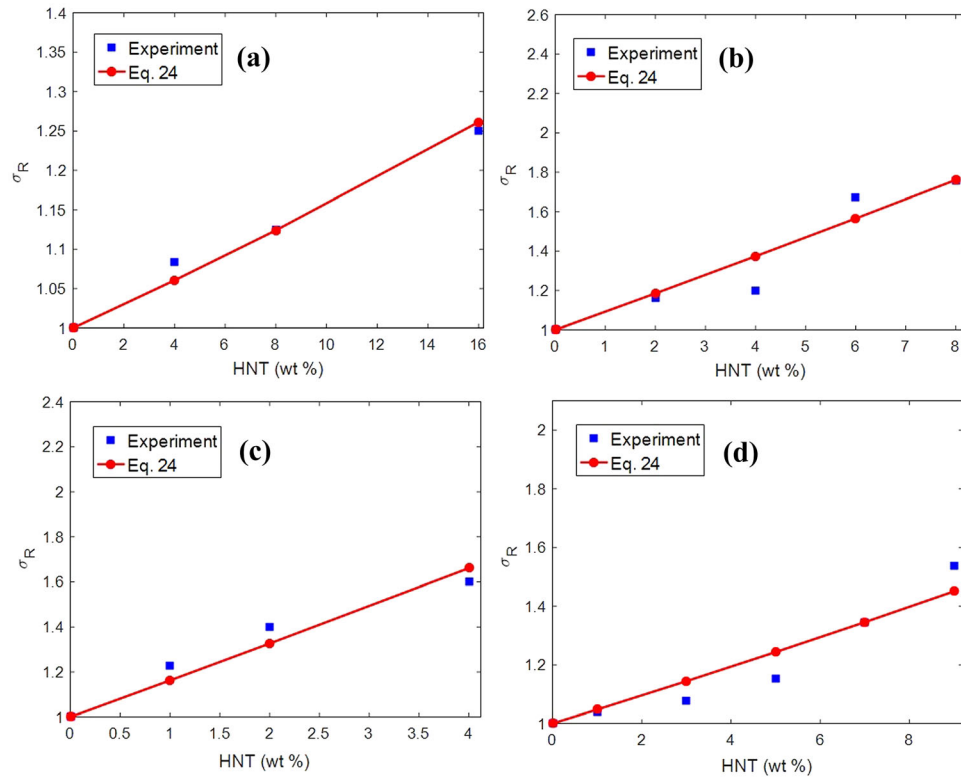 1.4
1.35
1.3
1.25
1.2
1.15
1.1
1.05
1
σR
Experiment
Eq. 24
(a)
0 2 4 6 8 10 12 14 16
HNT (wt %)
2.6
2.4
2.2
2
1.8
1.6
1.4
1.2
1
σR
Experiment
Eq. 24
(b)
0 1 2 3 4 5 6 7 8
HNT (wt %)
2.4
2.2
2
1.8
1.6
1.4
1.2
1
σR
Experiment
Eq. 24
(c)
0 0.5 1 1.5 2 2.5 3 3.5 4
HNT (wt %)
2
1.8
1.6
1.4
1.2
1
σR
Experiment
Eq. 24
(d)
0 2 4 6 8
HNT (wt %)